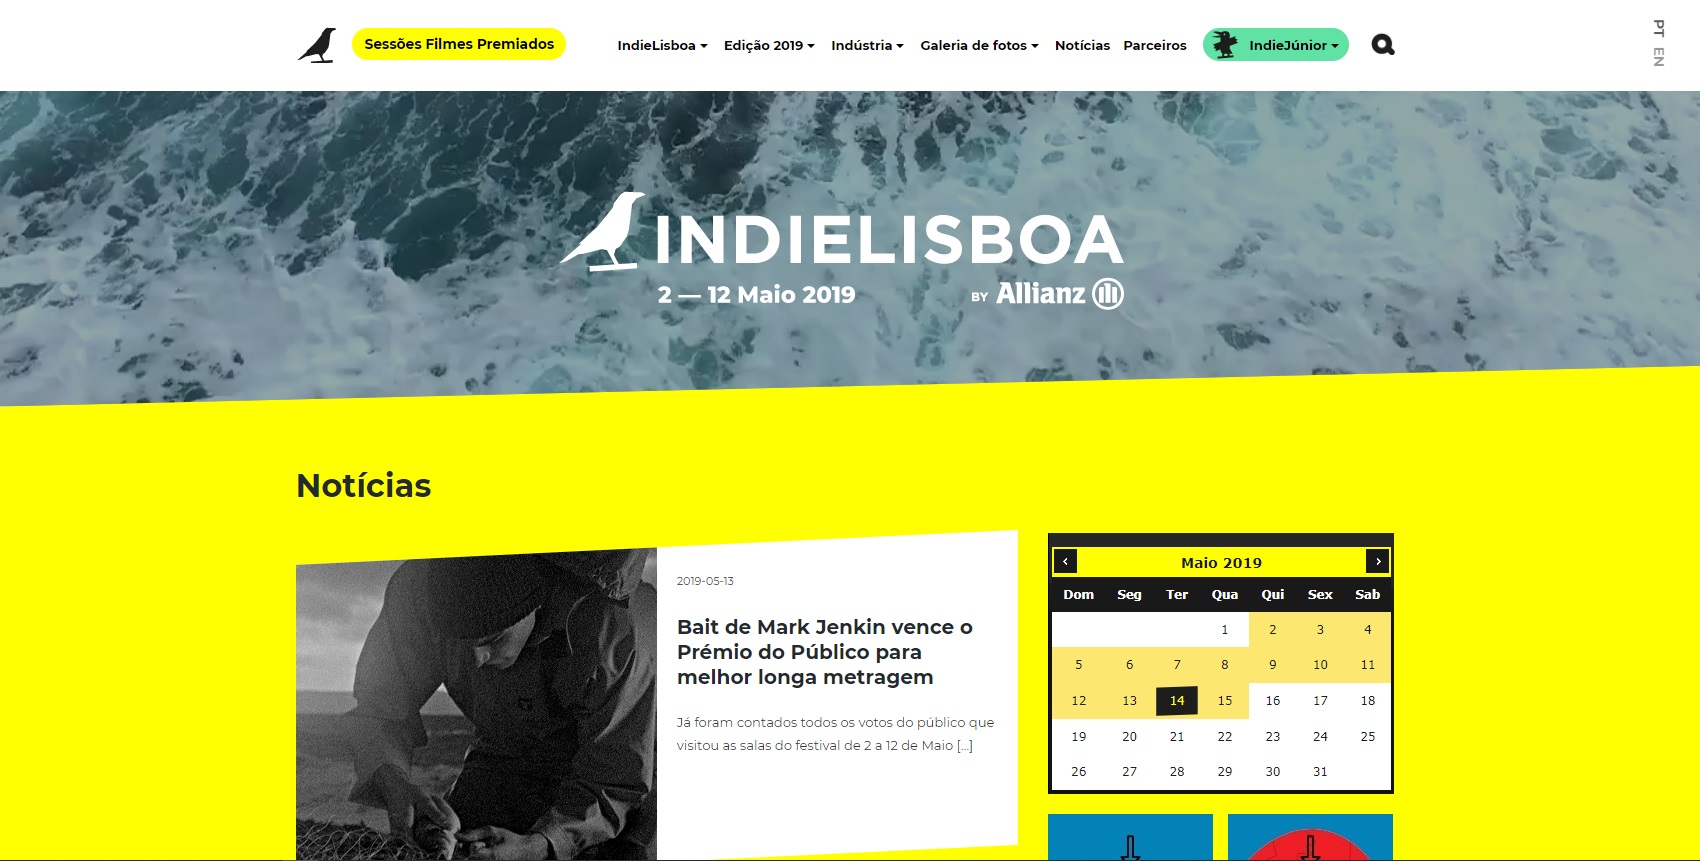 Sessões Filmes Premiados
IndieLisboa
Edição 2019
Indústria
Galeria de fotos
Notícias
Parceiros
IndieJúnior
PT
EN
INDIELISBOA
2 — 12 Maio 2019
BY Allianz
Notícias
2019-05-13
Bait de Mark Jenkin vence o
Prémio do Público para
melhor longa metragem
Já foram contados todos os votos do público que
visitou as salas do festival de 2 a 12 de Maio [...]
‹ Maio 2019 ›
Dom Seg Ter Qua Qui Sex Sab
1 2 3 4
5 6 7 8 9 10 11
12 13 14 15 16 17 18
19 20 21 22 23 24 25
26 27 28 29 30 31